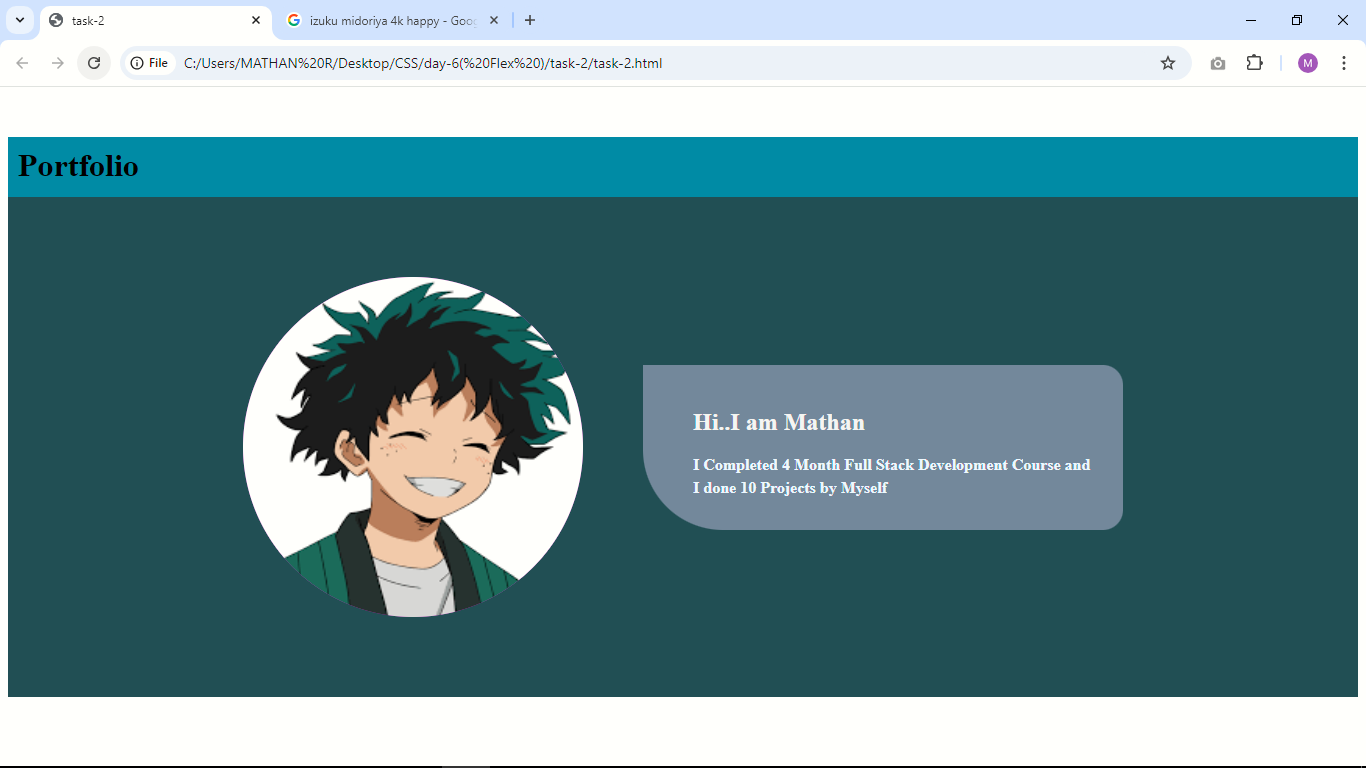 task-2
izuku midoriya 4k happy - Goo
File
C:/Users/MATHAN%20R/Desktop/CSS/day-6(%20Flex%20)/task-2/task-2.html
M
Portfolio
Hi..I am Mathan
I Completed 4 Month Full Stack Development Course and
I done 10 Projects by Myself